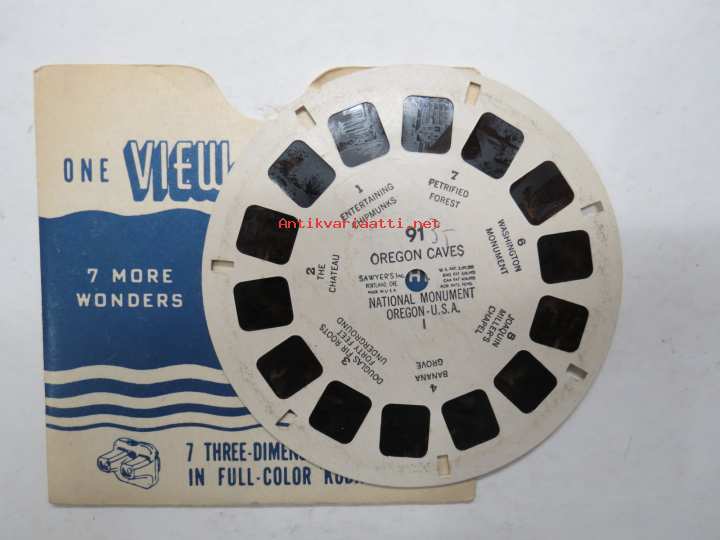 ONE VIEW
7 MORE
WONDERS
7 THREE-DIMEN
IN FULL-COLOR KODA
1
ENTERTAINING
CHIPMUNKS
7
PETRIFIED
FOREST
6
WASHINGTON
MONUMENT
JOAQUIN
MILLER'S
CHAPEL
4
BANANA
GROVE
3
DOUGLAS FIR ROOTS
FORTY FEET
UNDERGROUND
2
THE
CHATEAU
91
OREGON CAVES
SAWYER'S INC.
PORTLAND, ORE.
MADE IN U.S.A.
H
NATIONAL MONUMENT
OREGON - U.S.A.
I
Antikvariaatti.net